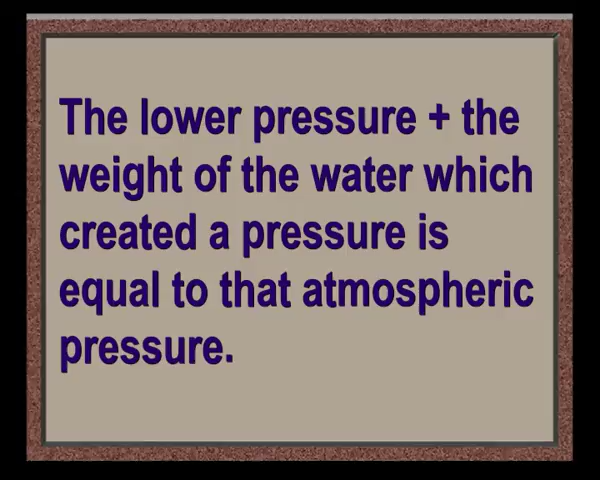 The lower pressure + the
weight of the water which
created a pressure is
equal to that atmospheric
pressure.